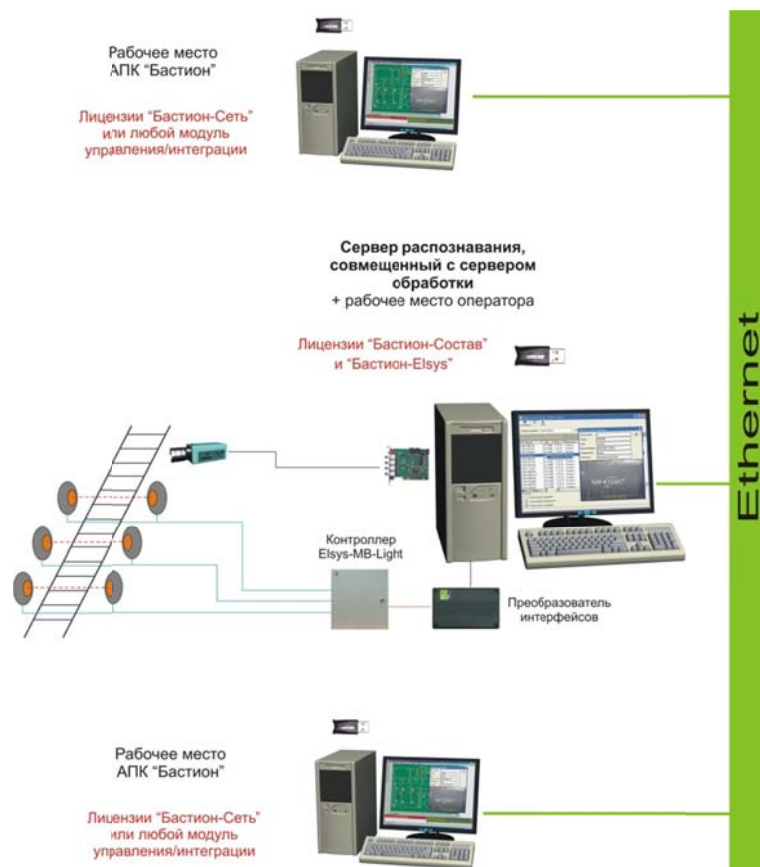 Рабочее место
АПК “Бастион”
Лицензии “Бастион-Сеть”
или любой модуль
управления/интеграции
Сервер распознавания,
совмещенный с сервером
обработки
+ рабочее место оператора
Лицензии “Бастион-Состав”
и “Бастион-Elsys”
Ethernet
Контроллер
Elsys-MB-Light
Преобразователь
интерфейсов
Рабочее место
АПК “Бастион”
Лицензии “Бастион-Сеть”
или любой модуль
управления/интеграции